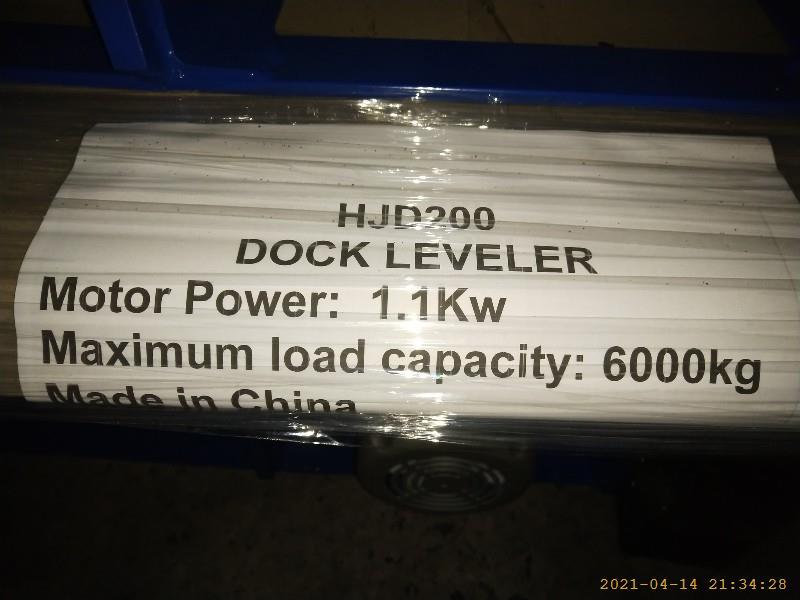 HJD200
DOCK LEVELER
Motor Power: 1.1Kw
Maximum load capacity: 6000kg
Made in China
2021-04-14 21:34:28